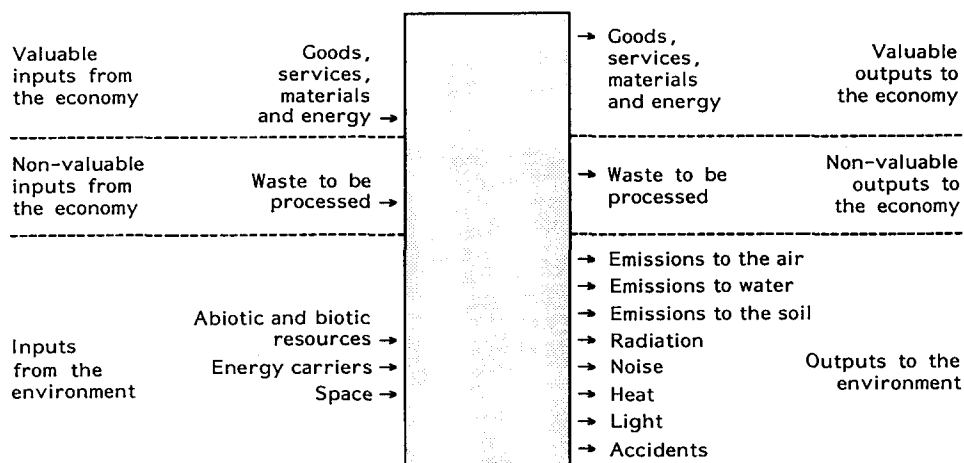 Valuable
inputs from
the economy
Goods,
services,
materials
and energy →
→ Goods,
services,
materials
and energy
Valuable
outputs to
the economy
Non-valuable
inputs from
the economy
Waste to be
processed →
→ Waste to be
processed
Non-valuable
outputs to
the economy
Inputs
from the
environment
Abiotic and biotic
resources →
Energy carriers →
Space →
→ Emissions to the air
→ Emissions to water
→ Emissions to the soil
→ Radiation
→ Noise
→ Heat
→ Light
→ Accidents
Outputs to the
environment